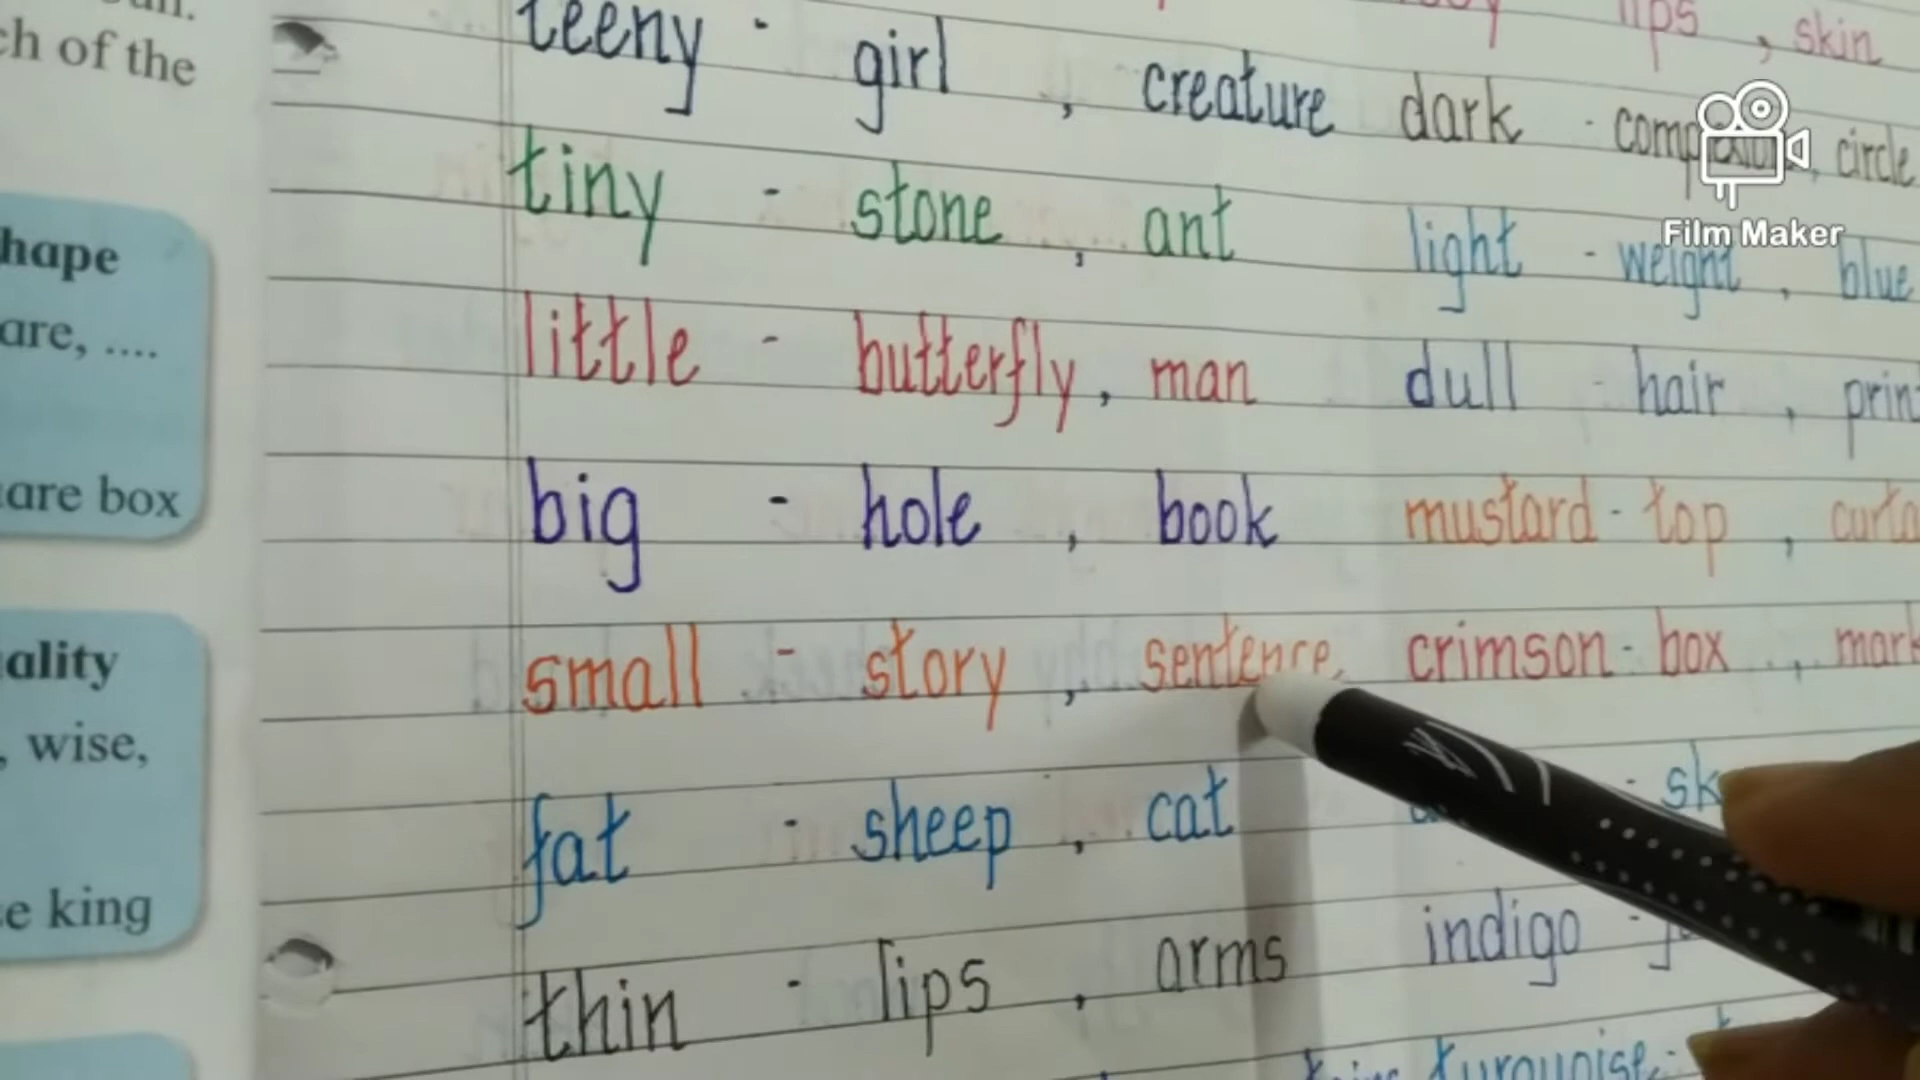 ch of the
teeny - girl , creature
tiny - stone , ant
little - butterfly, man
big - hole , book
small - story , sentence
fat - sheep , cat
thin - lips , arms
lips , skin
dark - circle
light - weight , blue
dull - hair ,
mustard - top ,
crimson - box ,
indigo -
turquoise
hape
are, ....
are box
ality
, wise,
e king
Film Maker